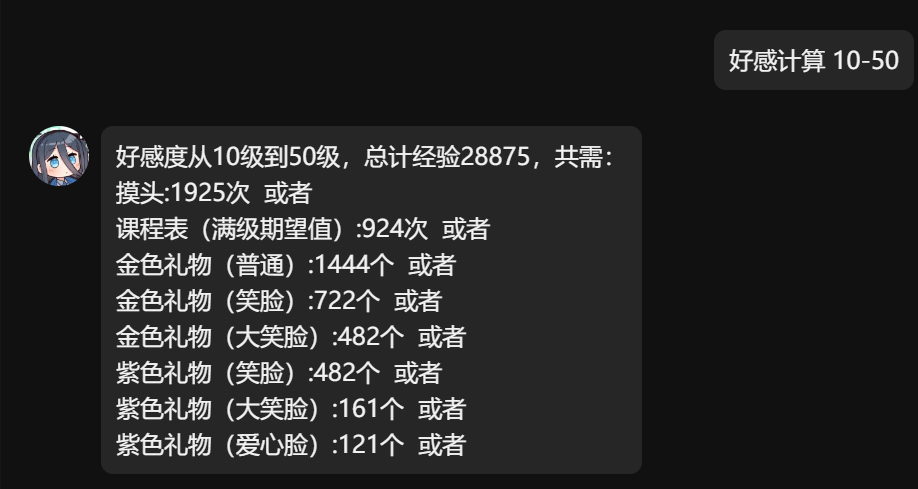 好感计算 10-50
好感度从10级到50级，总计经验28875，共需：
摸头:1925次 或者
课程表（满级期望值）:924次 或者
金色礼物（普通）:1444个 或者
金色礼物（笑脸）:722个 或者
金色礼物（大笑脸）:482个 或者
紫色礼物（笑脸）:482个 或者
紫色礼物（大笑脸）:161个 或者
紫色礼物（爱心脸）:121个 或者